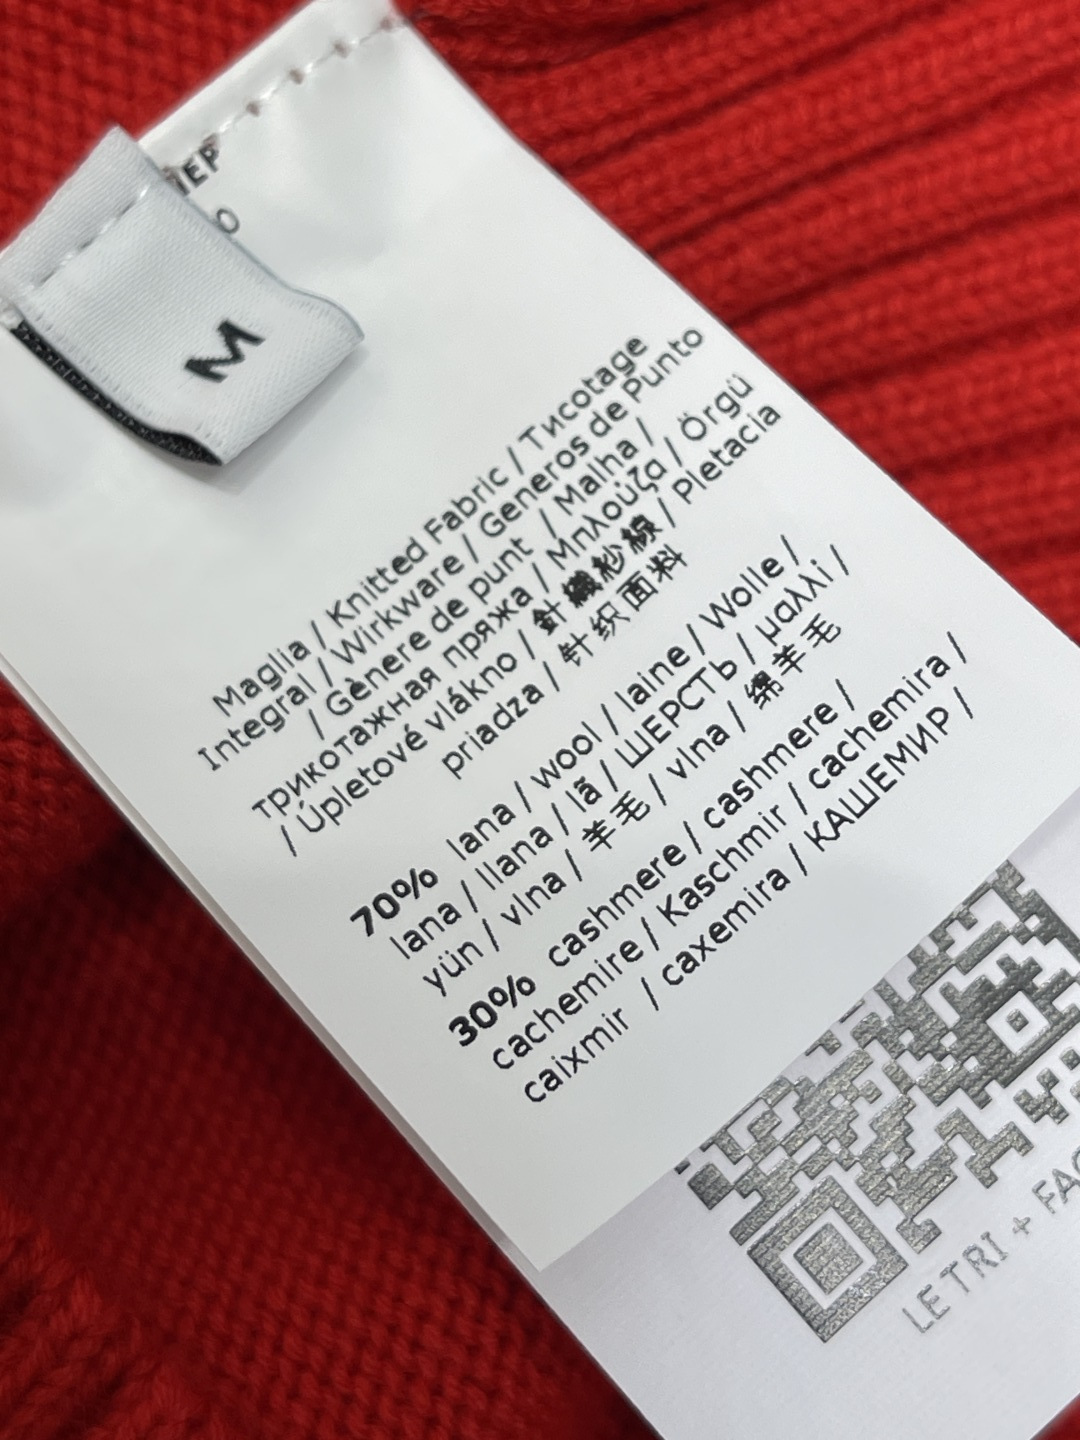 M
Maglia / Knitted Fabric / Тисотage
Integral / Wirkware / Generos de Punto
/ Gènere de punt / Malha /
трикотажная пряжа / Μπλούζα / Örgü
/ Úpletové vlákno / 針織紗線 / Pletacia
priadza / 针织面料
70% lana / wool / laine / Wolle /
lana / llana / lã / ШЕРСТЬ / μαλλί /
yün / vlna / 羊毛 / vlna / 绵羊毛
30% cashmere / cashmere /
cachemire / Kaschmir / cachemira /
caixmir / caxemira / КАШЕМИР /
LE TRI +